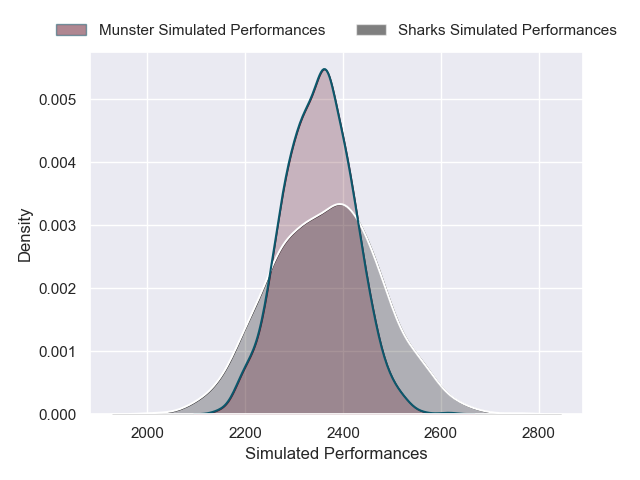 Munster Simulated Performances
Sharks Simulated Performances
0.005
0.004
0.003
0.002
0.001
0.000
Density
2000
2200
2400
2600
2800
Simulated Performances